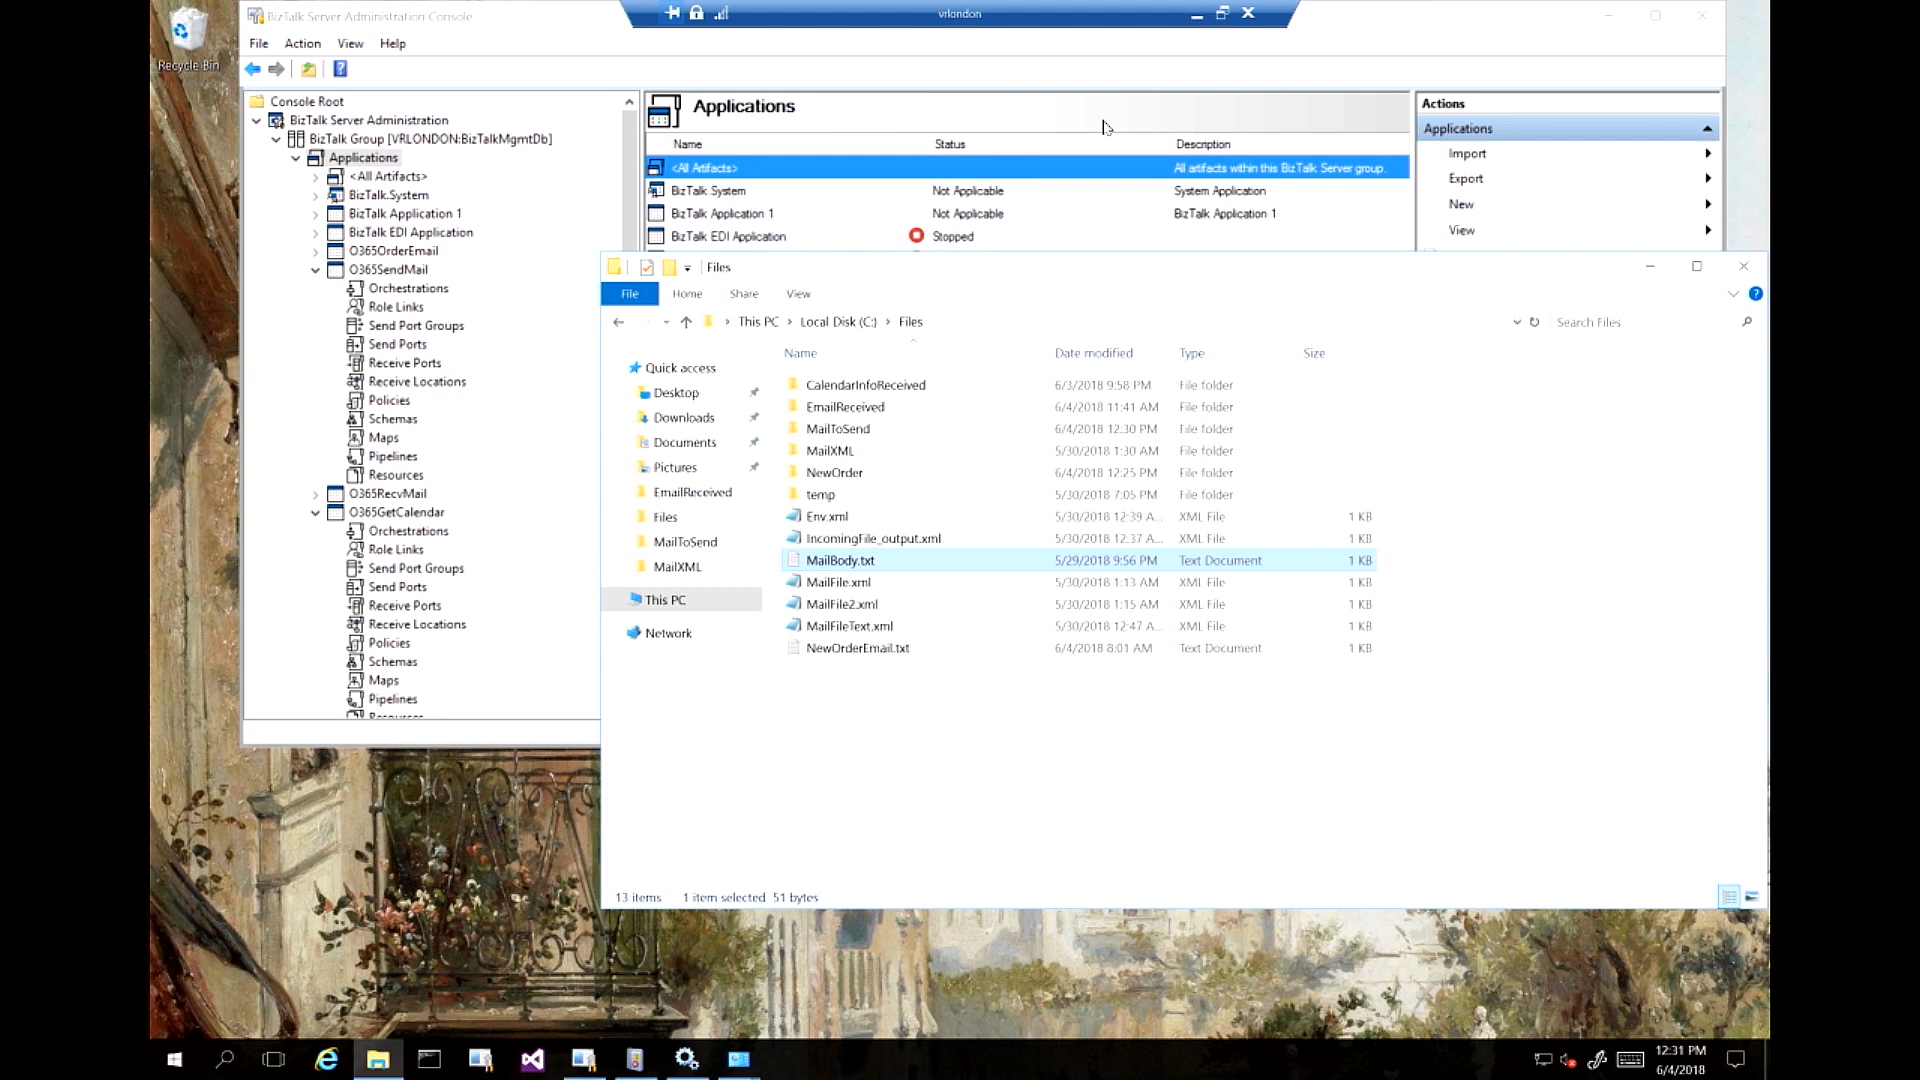 Recycle Bin
BizTalk Server Administration Console
vrlondon
File Action View Help
Console Root
BizTalk Server Administration
BizTalk Group [VRLONDON:BizTalkMgmtDb]
Applications
<All Artifacts>
BizTalk.System
BizTalk Application 1
BizTalk EDI Application
O365OrderEmail
O365SendMail
Orchestrations
Role Links
Send Port Groups
Send Ports
Receive Ports
Receive Locations
Policies
Schemas
Maps
Pipelines
Resources
O365RecvMail
O365GetCalendar
Orchestrations
Role Links
Send Port Groups
Send Ports
Receive Ports
Receive Locations
Policies
Schemas
Maps
Pipelines
Resources
Applications
Name Status Description
<All Artifacts> All artifacts within this BizTalk Server group.
BizTalk.System Not Applicable System Application
BizTalk Application 1 Not Applicable BizTalk Application 1
BizTalk EDI Application Stopped
Actions
Applications
Import
Export
New
View
Files
File Home Share View
This PC Local Disk (C:) Files
Search Files
Quick access
Desktop
Downloads
Documents
Pictures
EmailReceived
Files
MailToSend
MailXML
This PC
Network
Name Date modified Type Size
CalendarInfoReceived 6/3/2018 9:58 PM File folder
EmailReceived 6/4/2018 11:41 AM File folder
MailToSend 6/4/2018 12:30 PM File folder
MailXML 5/30/2018 1:30 AM File folder
NewOrder 6/4/2018 12:25 PM File folder
temp 5/30/2018 7:05 PM File folder
Env.xml 5/30/2018 12:39 A... XML File 1 KB
IncomingFile_output.xml 5/30/2018 12:37 A... XML File 1 KB
MailBody.txt 5/29/2018 9:56 PM Text Document 1 KB
MailFile.xml 5/30/2018 1:13 AM XML File 1 KB
MailFile2.xml 5/30/2018 1:15 AM XML File 1 KB
MailFileText.xml 5/30/2018 12:47 A... XML File 1 KB
NewOrderEmail.txt 6/4/2018 8:01 AM Text Document 1 KB
13 items 1 item selected 51 bytes
12:31 PM
6/4/2018